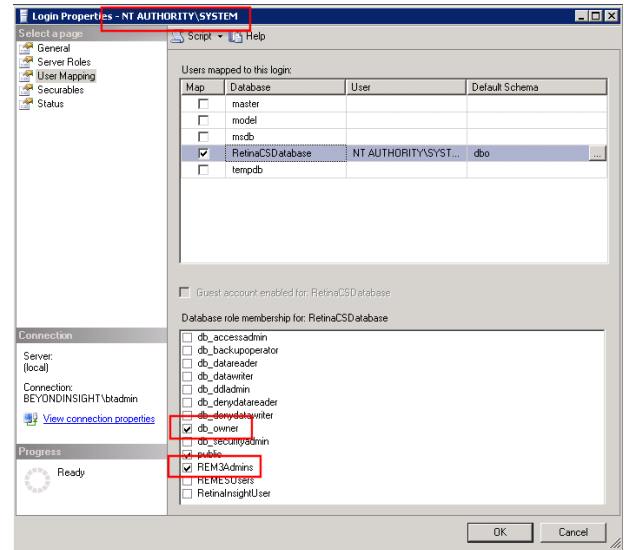 Login Properties - NT AUTHORITY\SYSTEM
Select a page
General
Server Roles
User Mapping
Securables
Status
Script
Help
Users mapped to this login:
Map Database User Default Schema
master
model
msdb
RetinaCSDatabase NT AUTHORITY\SYST... dbo ...
tempdb
Guest account enabled for: RetinaCSDatabase
Database role membership for: RetinaCSDatabase
db_accessadmin
db_backupoperator
db_datareader
db_datawriter
db_ddladmin
db_denydatareader
db_denydatawriter
db_owner
db_securityadmin
public
REM3Admins
REMESUsers
RetinaInsightUser
Connection
Server:
(local)
Connection:
BEYONDINSIGHT\btadmin
View connection properties
Progress
Ready
OK Cancel